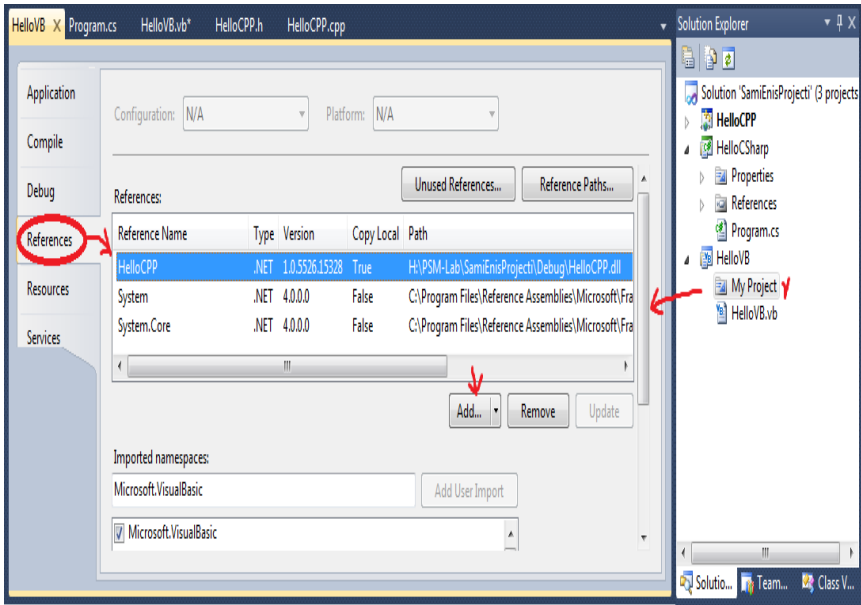 HelloVB X Program.cs HelloVB.vb* HelloCPP.h HelloCPP.cpp
Application
Compile
Debug
References
Resources
Services
Configuration: N/A Platform: N/A
Unused References... Reference Paths...
References:
Reference Name Type Version Copy Local Path
HelloCPP .NET 1.0.5526.15328 True H:\PSM-Lab\SamiEnisProjecti\Debug\HelloCPP.dll
System .NET 4.0.0.0 False C:\Program Files\Reference Assemblies\Microsoft\Fra
System.Core .NET 4.0.0.0 False C:\Program Files\Reference Assemblies\Microsoft\Fra
Add... Remove Update
Imported namespaces:
Microsoft.VisualBasic Add User Import
Microsoft.VisualBasic
Solution Explorer
Solution 'SamiEnisProjecti' (3 projects
HelloCPP
HelloCSharp
Properties
References
Program.cs
HelloVB
My Project
HelloVB.vb
Solutio... Team... Class V...